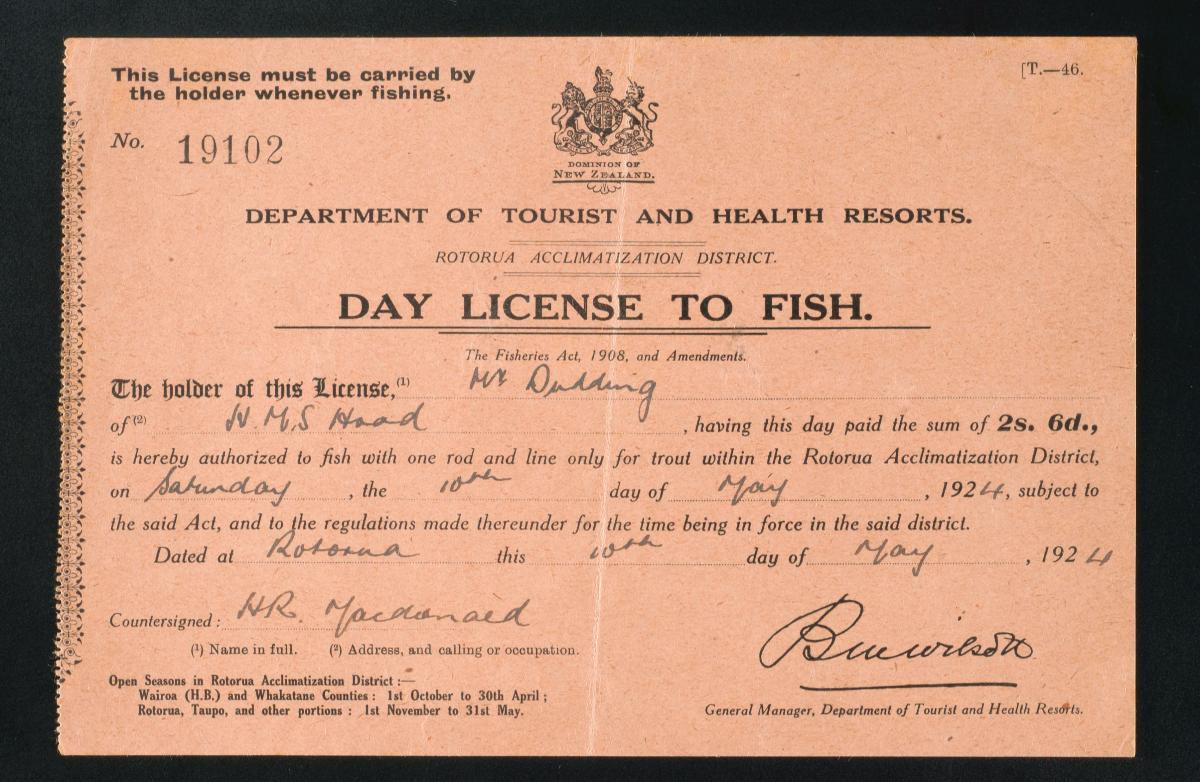 This License must be carried by
the holder whenever fishing.
[T.—46.
No. 19102
DOMINION OF
NEW ZEALAND.
DEPARTMENT OF TOURIST AND HEALTH RESORTS.
ROTORUA ACCLIMATIZATION DISTRICT.
DAY LICENSE TO FISH.
The Fisheries Act, 1908, and Amendments.
The holder of this License,(1) Mr Dudding
of (2) H.M.S Hood, having this day paid the sum of 2s. 6d.,
is hereby authorized to fish with one rod and line only for trout within the Rotorua Acclimatization District,
on Saturday, the 10th day of May, 1924, subject to
the said Act, and to the regulations made thereunder for the time being in force in the said district.
Dated at Rotorua this 10th day of May, 1924
Countersigned: H.R. Macdonald
(1) Name in full. (2) Address, and calling or occupation.
Open Seasons in Rotorua Acclimatization District :—
Wairoa (H.B.) and Whakatane Counties : 1st October to 30th April ;
Rotorua, Taupo, and other portions : 1st November to 31st May.
General Manager, Department of Tourist and Health Resorts.